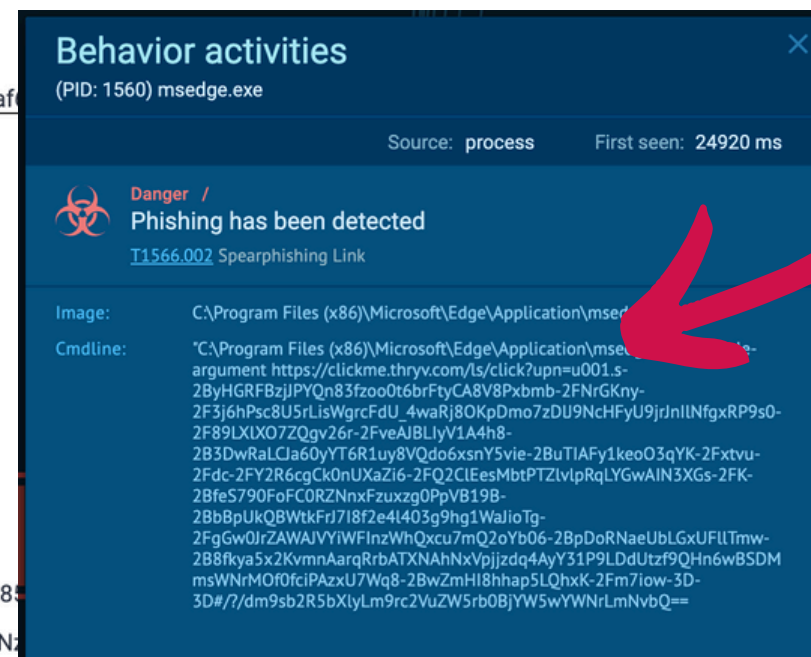 Behavior activities
(PID: 1560) msedge.exe
Source: process First seen: 24920 ms
Danger /
Phishing has been detected
T1566.002 Spearphishing Link
Image: C:\Program Files (x86)\Microsoft\Edge\Application\msed
Cmdline: "C:\Program Files (x86)\Microsoft\Edge\Application\mse
argument https://clickme.thryv.com/ls/click?upn=u001.s-
2ByHGRFBzjJPYQn83fzoo0t6brFtyCA8V8Pxbmb-2FNrGKny-
2F3j6hPsc8U5rLisWgrcFdU_4waRj8OKpDmo7zDIJ9NcHFyU9jrJnIlNfgxRP9s0-
2F89LXlXO7ZQgv26r-2FveAJBLIyV1A4h8-
2B3DwRaLCJa60yYT6R1uy8VQdo6xsnY5vie-2BuTIAFy1keoO3qYK-2Fxtvu-
2Fdc-2FY2R6cgCk0nUXaZi6-2FQ2ClEesMbtPTZlvlpRqLYGwAIN3XGs-2FK-
2BfeS790FoFC0RZNnxFzuxzg0PpVB19B-
2BbBpUkQBWtkFrJ7I8f2e4l403g9hg1WaJioTg-
2FgGw0JrZAWAJVYiWFInzWhQxcu7mQ2oYb06-2BpDoRNaeUbLGxUFllTmw-
2B8fkya5x2KvmnAarqRrbATXNAhNxVpjjzdq4AyY31P9LDdUtzf9QHn6wBSDM
msWNrMOf0fciPAzxU7Wq8-2BwZmHI8hhap5LQhxK-2Fm7iow-3D-
3D#/?/dm9sb2R5bXlyLm9rc2VuZW5rb0BjYW5wYWNrLmNvbQ==